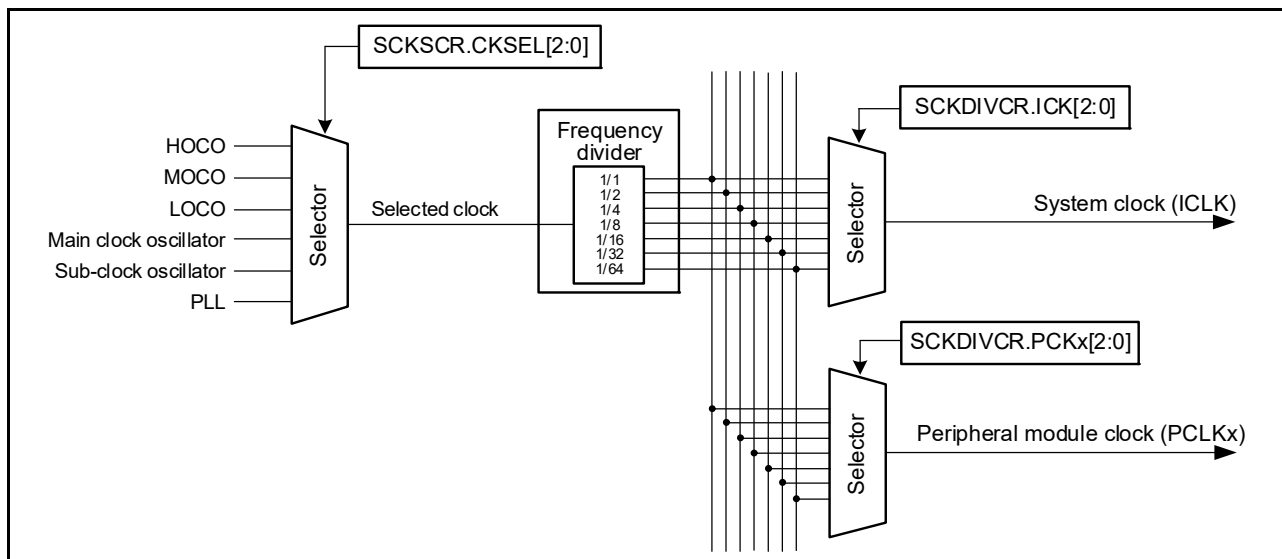 SCKSCR.CKSEL[2:0]
HOCO
MOCO
LOCO
Main clock oscillator
Sub-clock oscillator
PLL
Selector
Selected clock
Frequency
divider
1/1
1/2
1/4
1/8
1/16
1/32
1/64
SCKDIVCR.ICK[2:0]
Selector
System clock (ICLK)
SCKDIVCR.PCKx[2:0]
Selector
Peripheral module clock (PCLKx)